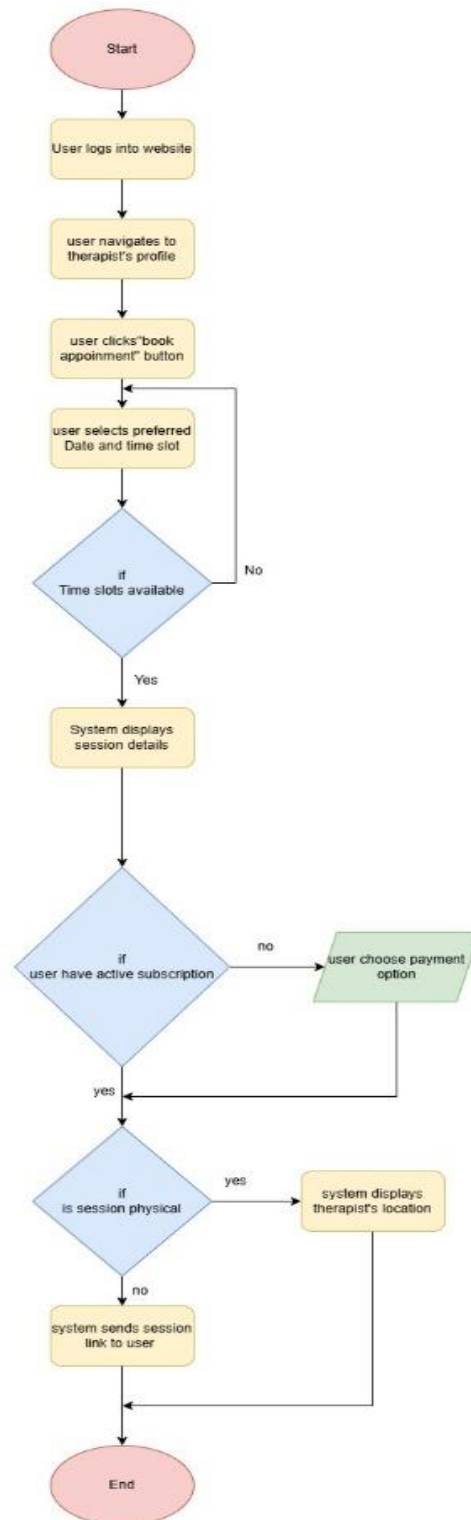 Start
User logs into website
user navigates to
therapist's profile
user clicks"book
appoinment" button
user selects preferred
Date and time slot
if
Time slots available
No
Yes
System displays
session details
if
user have active subscription
no
user choose payment
option
yes
if
is session physical
yes
system displays
therapist's location
no
system sends session
link to user
End